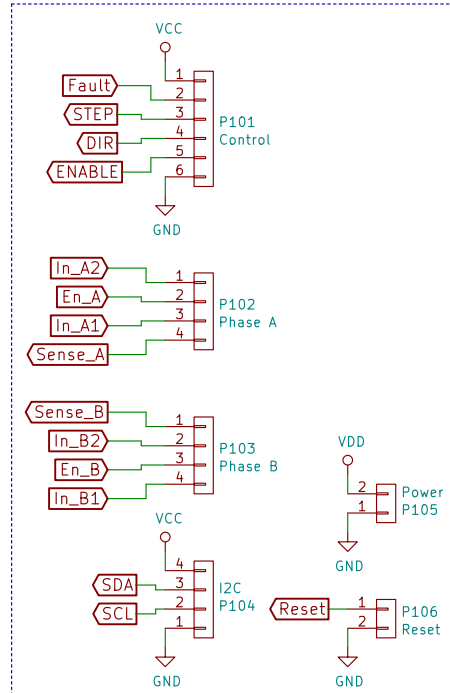 VCC
Fault
STEP
DIR
ENABLE
1
2
3
4
5
6
P101
Control
GND
In_A2
En_A
In_A1
Sense_A
1
2
3
4
P102
Phase A
Sense_B
In_B2
En_B
In_B1
1
2
3
4
P103
Phase B
VDD
2
1
Power
P105
GND
VCC
SDA
SCL
4
3
2
1
I2C
P104
GND
Reset
1
2
P106
Reset
GND